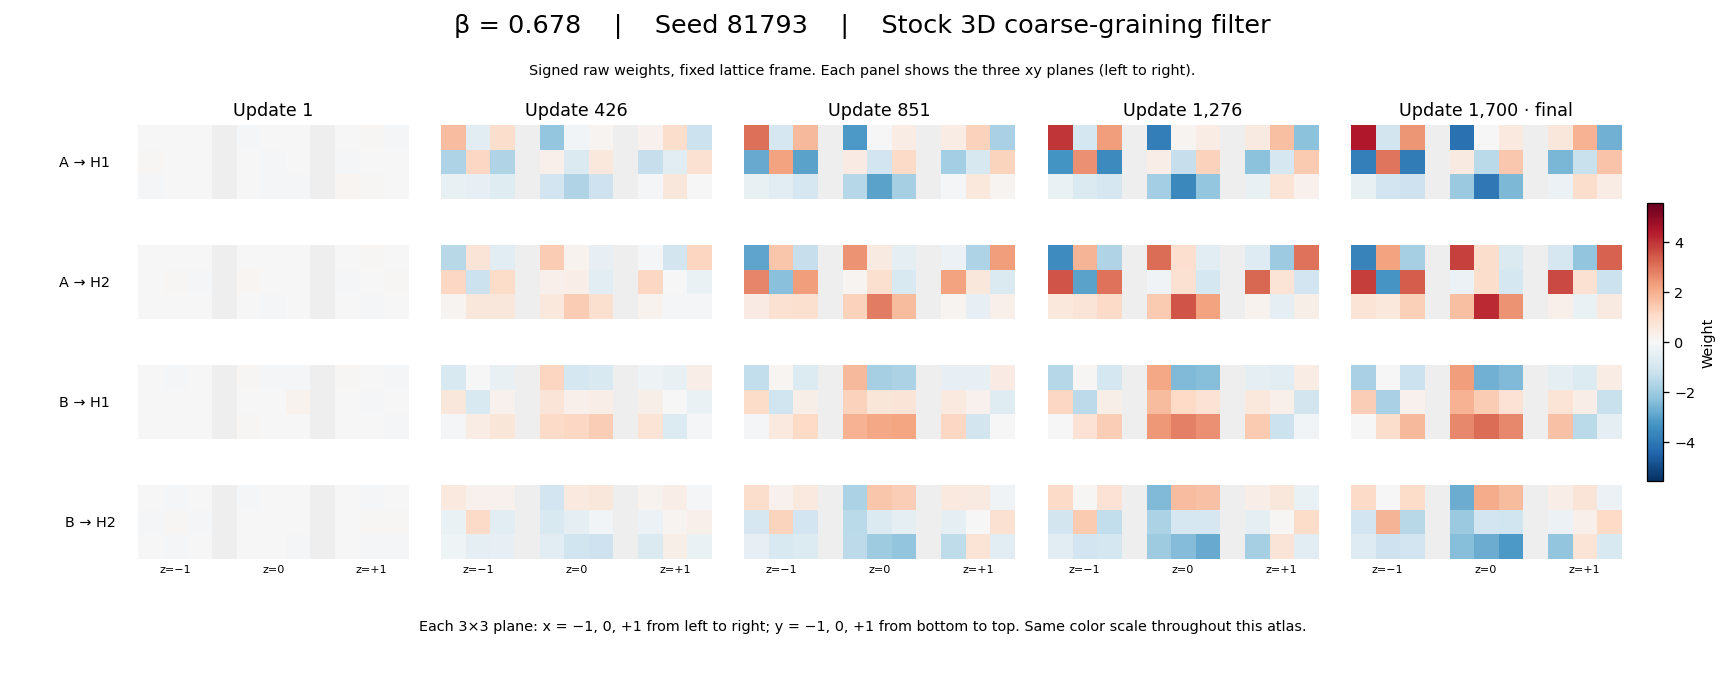 β = 0.678 | Seed 81793 | Stock 3D coarse-graining filter
Signed raw weights, fixed lattice frame. Each panel shows the three xy planes (left to right).
Update 1 Update 426 Update 851 Update 1,276 Update 1,700 · final
A → H1
A → H2
B → H1
B → H2
4
2
0
−2
−4
Weight
z=−1 z=0 z=+1 z=−1 z=0 z=+1 z=−1 z=0 z=+1 z=−1 z=0 z=+1 z=−1 z=0 z=+1
Each 3×3 plane: x = −1, 0, +1 from left to right; y = −1, 0, +1 from bottom to top. Same color scale throughout this atlas.